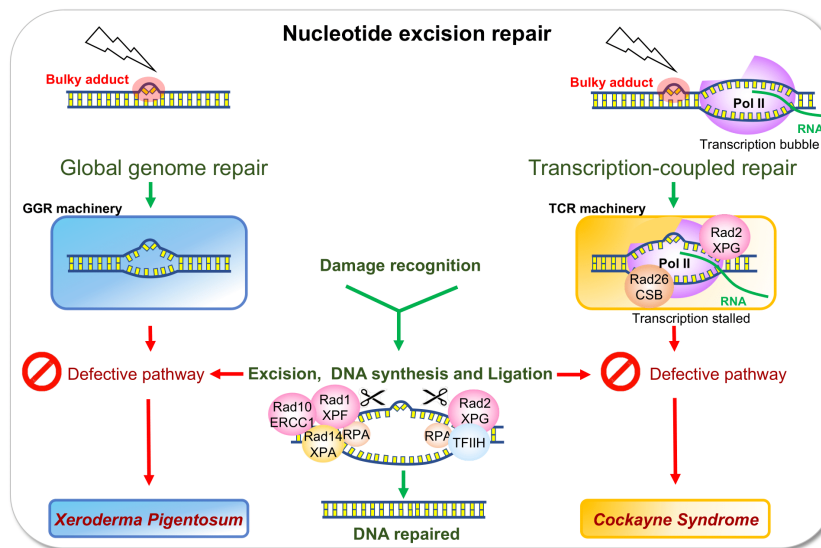 Nucleotide excision repair
Bulky adduct
Bulky adduct
Pol II
RNA
Transcription bubble
Global genome repair
Transcription-coupled repair
GGR machinery
TCR machinery
Rad2
XPG
Pol II
Rad26
CSB
RNA
Transcription stalled
Damage recognition
Defective pathway
Excision, DNA synthesis and Ligation
Defective pathway
Rad10
ERCC1
Rad1
XPF
Rad14
XPA
RPA
RPA
Rad2
XPG
TFIIH
DNA repaired
Xeroderma Pigentosum
Cockayne Syndrome